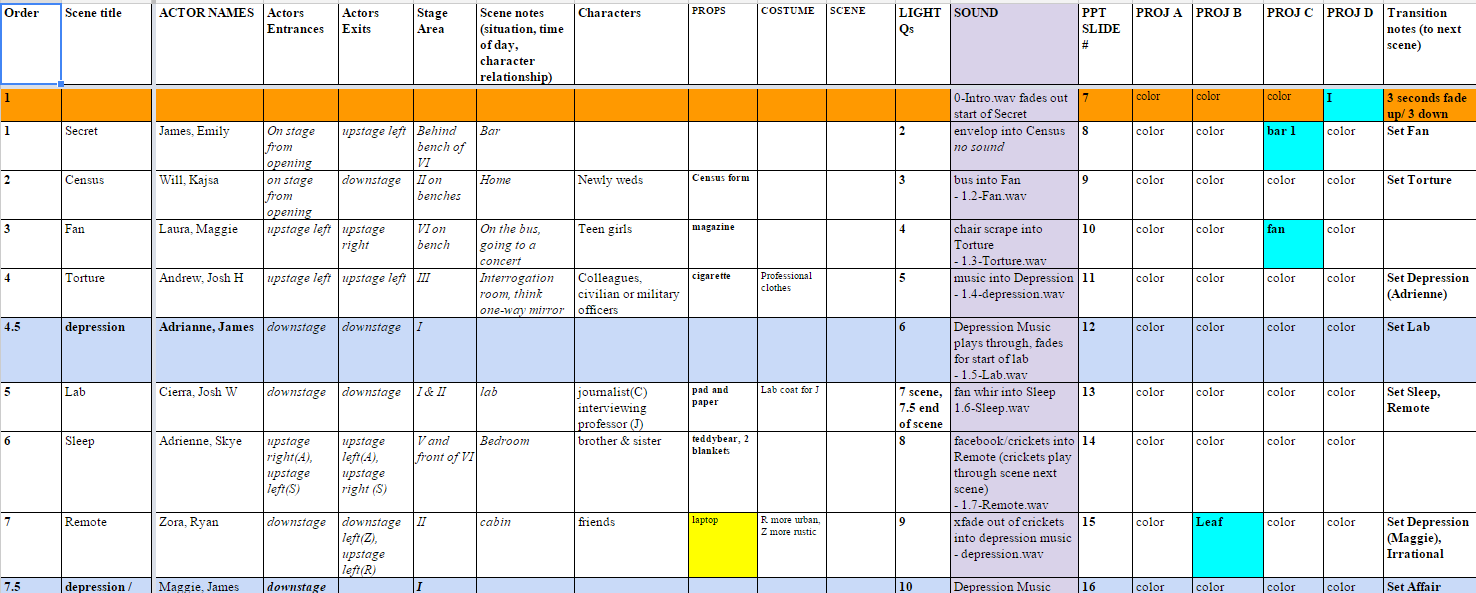 Order	Scene title	ACTOR NAMES	Actors Entrances	Actors Exits	Stage Area	Scene notes (situation, time of day, character relationship)	Characters	PROPS	COSTUME	SCENE	LIGHT Qs	SOUND	PPT SLIDE #	PROJ A	PROJ B	PROJ C	PROJ D	Transition notes (to next scene)
1	0-Intro.wav fades out start of Secret	7	color	color	color	I	3 seconds fade up/ 3 down
1	Secret	James, Emily	On stage from opening	upstage left	Behind bench of VI	Bar	2	envelop into Census no sound	8	color	color	bar 1	color	Set Fan
2	Census	Will, Kajsa	on stage from opening	downstage	II on benches	Home	Newly weds	Census form	3	bus into Fan - 1.2-Fan.wav	9	color	color	color	color	Set Torture
3	Fan	Laura, Maggie	upstage left	upstage right	VI on bench	On the bus, going to a concert	Teen girls	magazine	4	chair scrape into Torture - 1.3-Torture.wav	10	color	color	fan	color
4	Torture	Andrew, Josh H	upstage left	upstage left	III	Interrogation room, think one-way mirror	Colleagues, civilian or military officers	cigarette	Professional clothes	5	music into Depression - 1.4-depression.wav	11	color	color	color	color	Set Depression (Adrienne)
4.5	depression	Adrianne, James	downstage	downstage	I	6	Depression Music plays through, fades for start of lab - 1.5-Lab.wav	12	color	color	color	color	Set Lab
5	Lab	Cierra, Josh W	downstage	downstage	I & II	lab	journalist(C) interviewing professor (J)	pad and paper	Lab coat for J	7 scene, 7.5 end of scene	fan whir into Sleep 1.6-Sleep.wav	13	color	color	color	color	Set Sleep, Remote
6	Sleep	Adrienne, Skye	upstage right(A), upstage left(S)	upstage left(A), upstage right (S)	V and front of VI	Bedroom	brother & sister	teddybear, 2 blankets	8	facebook/crickets into Remote (crickets play through scene next scene) - 1.7-Remote.wav	14	color	color	color	color
7	Remote	Zora, Ryan	downstage	downstage left(Z), upstage left(R)	II	cabin	friends	laptop	R more urban, Z more rustic	9	xfade out of crickets into depression music - depression.wav	15	color	Leaf	color	color	Set Depression (Maggie), Irrational
7.5	depression /	Maggie, James	downstage	I	10	Depression Music	16	color	color	color	color	Set Affair